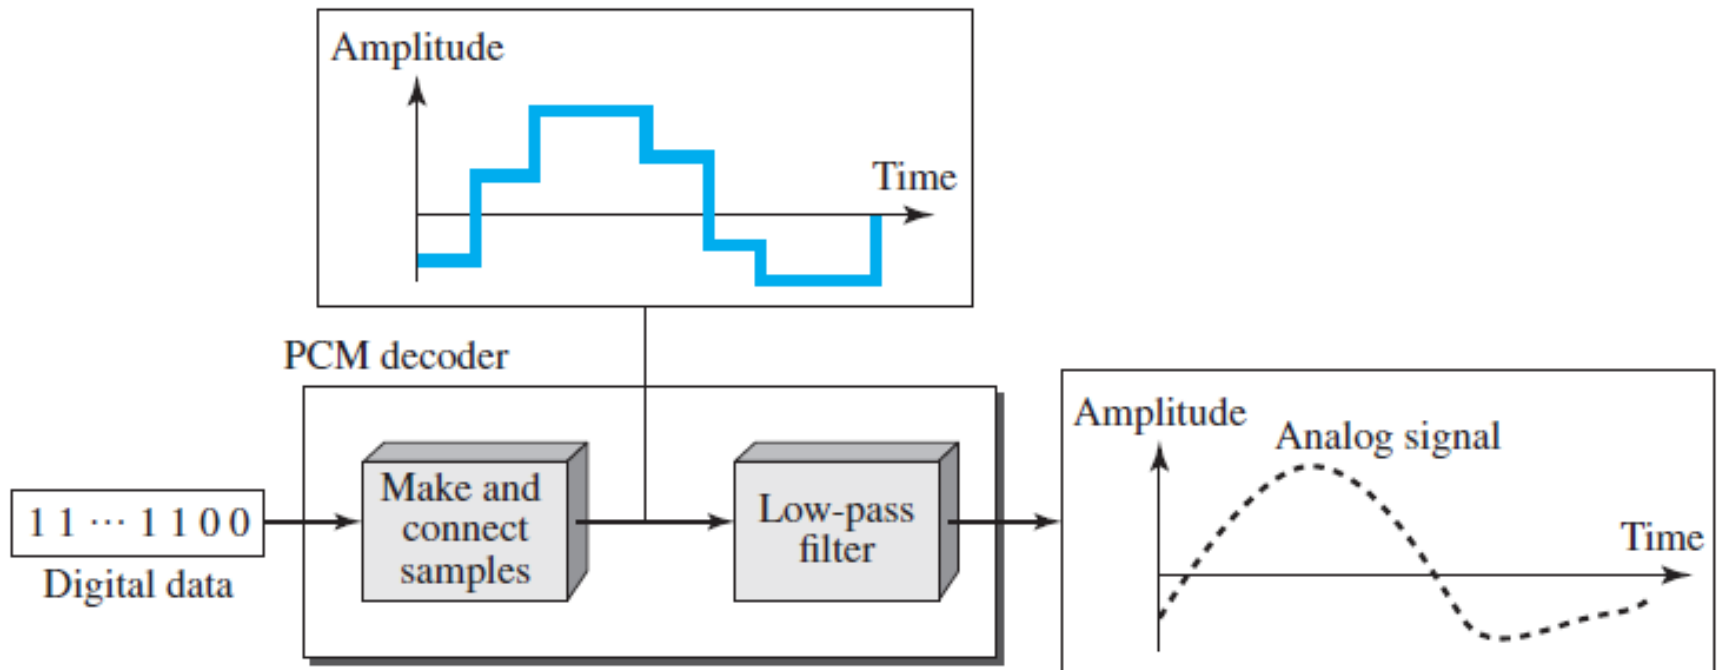 Amplitude
Time
PCM decoder
Make and
connect
samples
Low-pass
filter
1 1 ··· 1 1 0 0
Digital data
Amplitude
Analog signal
Time